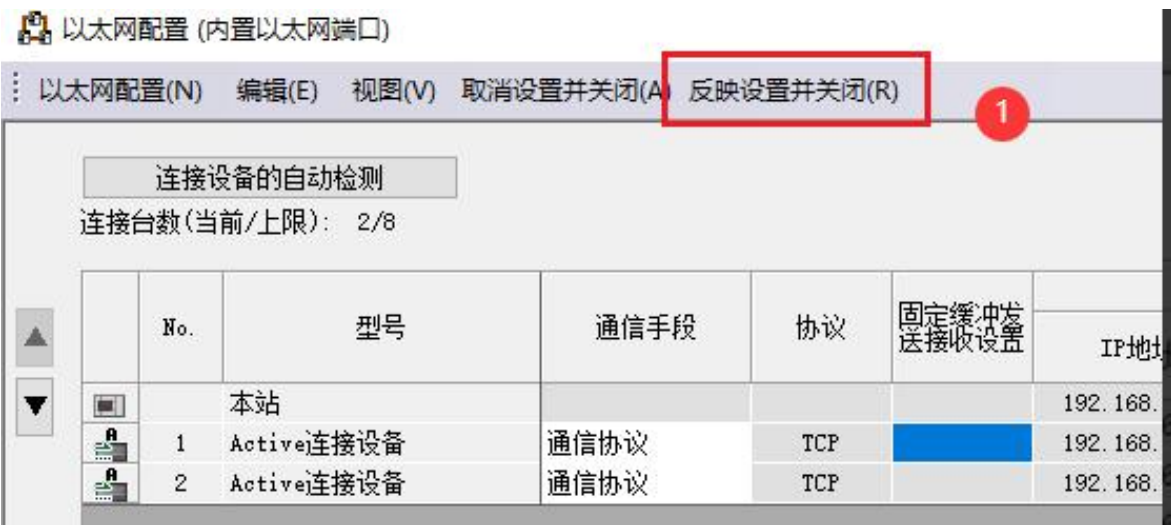 以太网配置 (内置以太网端口)
以太网配置(N) 编辑(E) 视图(V) 取消设置并关闭(A) 反映设置并关闭(R)
1
连接设备的自动检测
连接台数(当前/上限): 2/8
No. 型号 通信手段 协议 固定缓冲发
送接收设置 IP地址
本站 192.168.
1 Active连接设备 通信协议 TCP 192.168.
2 Active连接设备 通信协议 TCP 192.168.